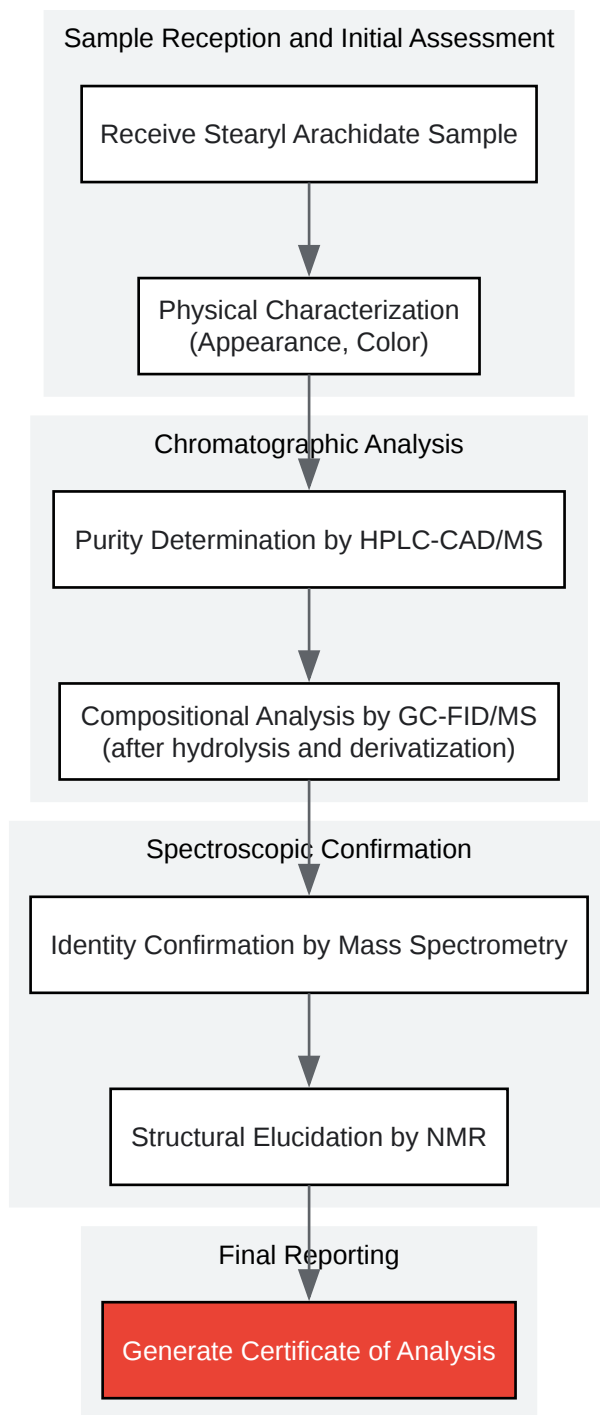 Sample Reception and Initial Assessment
Receive Stearyl Arachidate Sample
Physical Characterization
(Appearance, Color)
Chromatographic Analysis
Purity Determination by HPLC-CAD/MS
Compositional Analysis by GC-FID/MS
(after hydrolysis and derivatization)
Spectroscopic Confirmation
Identity Confirmation by Mass Spectrometry
Structural Elucidation by NMR
Final Reporting
Generate Certificate of Analysis